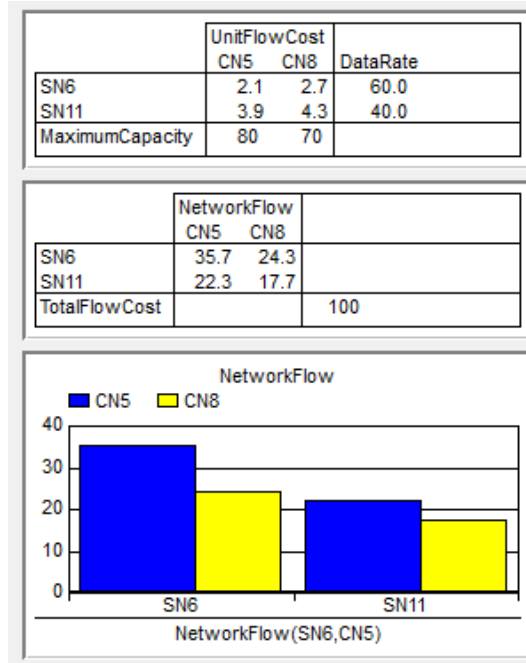 UnitFlowCost
CN5 CN8 DataRate
SN6 2.1 2.7 60.0
SN11 3.9 4.3 40.0
MaximumCapacity 80 70
NetworkFlow
CN5 CN8
SN6 35.7 24.3
SN11 22.3 17.7
TotalFlowCost 100
NetworkFlow
CN5 CN8
40
30
20
10
0
SN6 SN11
NetworkFlow(SN6,CN5)